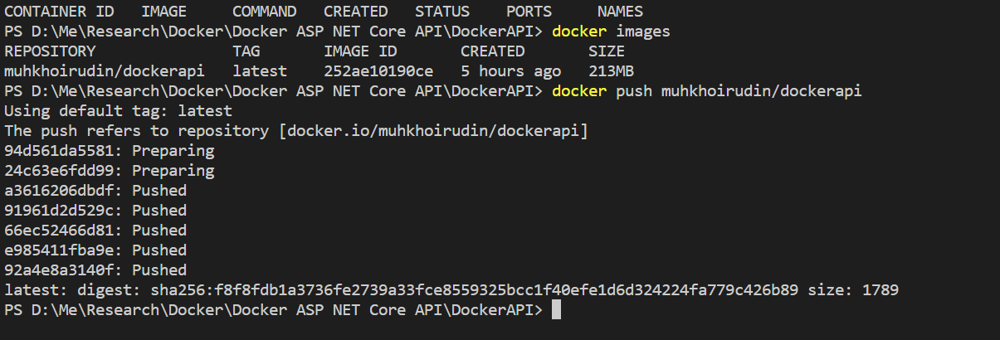 CONTAINER ID   IMAGE     COMMAND   CREATED   STATUS    PORTS     NAMES
PS D:\Me\Research\Docker\Docker ASP NET Core API\DockerAPI> docker images
REPOSITORY               TAG       IMAGE ID       CREATED       SIZE
muhkhoirudin/dockerapi   latest    252ae10190ce   5 hours ago   213MB
PS D:\Me\Research\Docker\Docker ASP NET Core API\DockerAPI> docker push muhkhoirudin/dockerapi
Using default tag: latest
The push refers to repository [docker.io/muhkhoirudin/dockerapi]
94d561da5581: Preparing
24c63e6fdd99: Preparing
a3616206dbdf: Pushed
91961d2d529c: Pushed
66ec52466d81: Pushed
e985411fba9e: Pushed
92a4e8a3140f: Pushed
latest: digest: sha256:f8f8fdb1a3736fe2739a33fce8559325bcc1f40efe1d6d324224fa779c426b89 size: 1789
PS D:\Me\Research\Docker\Docker ASP NET Core API\DockerAPI>